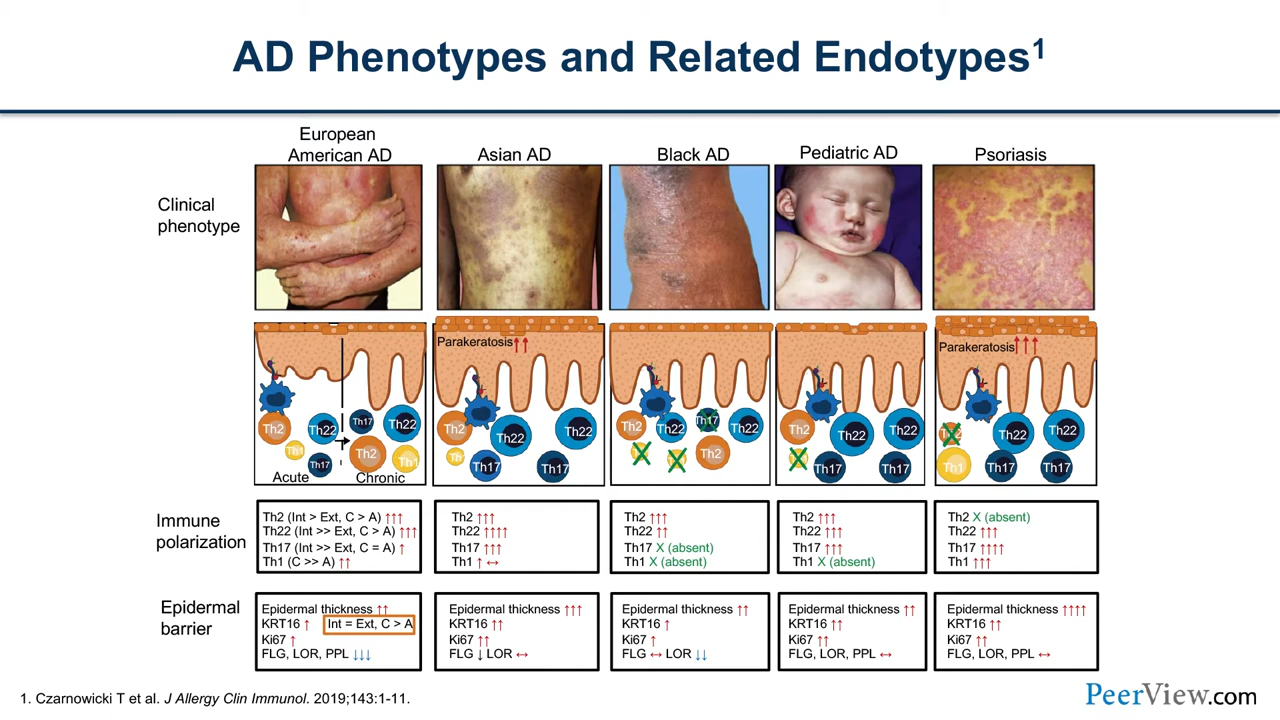 AD Phenotypes and Related Endotypes1
European
American AD
Asian AD
Black AD
Pediatric AD
Psoriasis
Clinical
phenotype
Parakeratosis↑↑
Parakeratosis↑↑↑
Th2
Th1
Th22
Th17
Th17
Th22
Th2
Th1
Acute
Chronic
Th2
Th22
Th22
Th17
Th17
Th2
Th22
Th17
Th22
Th2
Th2
Th22
Th22
Th17
Th17
Th22
Th22
Th1
Th17
Th17
Immune
polarization
Th2 (Int > Ext, C > A) ↑↑↑
Th22 (Int >> Ext, C > A) ↑↑↑
Th17 (Int >> Ext, C = A) ↑
Th1 (C >> A) ↑↑
Th2 ↑↑↑
Th22 ↑↑↑↑
Th17 ↑↑↑
Th1 ↑ ↔
Th2 ↑↑↑
Th22 ↑↑
Th17 X (absent)
Th1 X (absent)
Th2 ↑↑↑
Th22 ↑↑↑
Th17 ↑↑↑
Th1 X (absent)
Th2 X (absent)
Th22 ↑↑↑
Th17 ↑↑↑↑
Th1 ↑↑↑
Epidermal
barrier
Epidermal thickness ↑↑
KRT16 ↑ Int = Ext, C > A
Ki67 ↑
FLG, LOR, PPL ↓↓↓
Epidermal thickness ↑↑↑
KRT16 ↑↑
Ki67 ↑↑
FLG ↓ LOR ↔
Epidermal thickness ↑↑
KRT16 ↑
Ki67 ↑
FLG ↔ LOR ↓↓
Epidermal thickness ↑↑
KRT16 ↑↑
Ki67 ↑↑
FLG, LOR, PPL ↔
Epidermal thickness ↑↑↑↑
KRT16 ↑↑
Ki67 ↑↑
FLG, LOR, PPL ↔
1. Czarnowicki T et al. J Allergy Clin Immunol. 2019;143:1-11.
PeerView.com